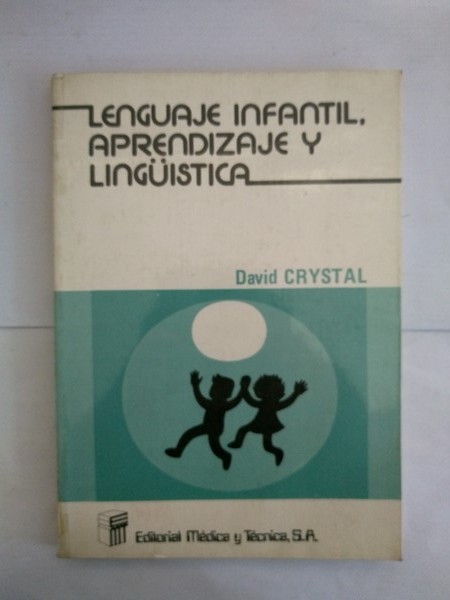 LENGUAJE INFANTIL,
APRENDIZAJE Y
LINGÜISTICA
David CRYSTAL
Editorial Médica y Técnica, S.A.